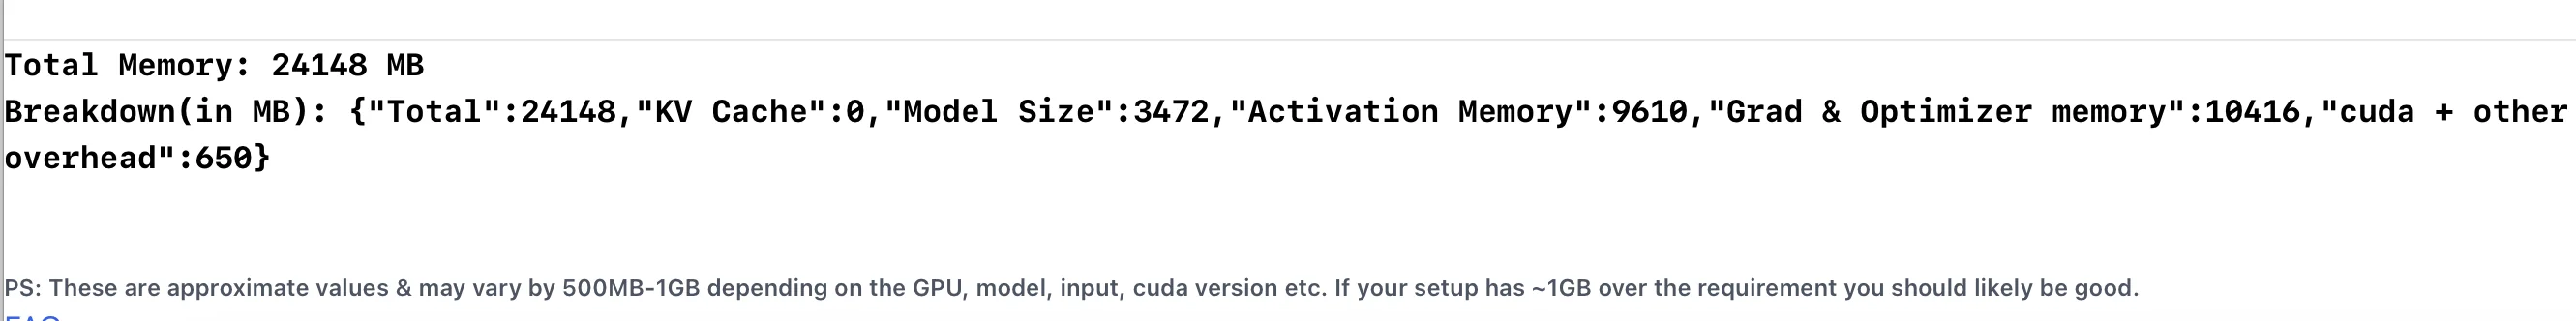 Total Memory: 24148 MB
Breakdown(in MB): {"Total":24148,"KV Cache":0,"Model Size":3472,"Activation Memory":9610,"Grad & Optimizer memory":10416,"cuda + other
overhead":650}
PS: These are approximate values & may vary by 500MB-1GB depending on the GPU, model, input, cuda version etc. If your setup has ~1GB over the requirement you should likely be good.